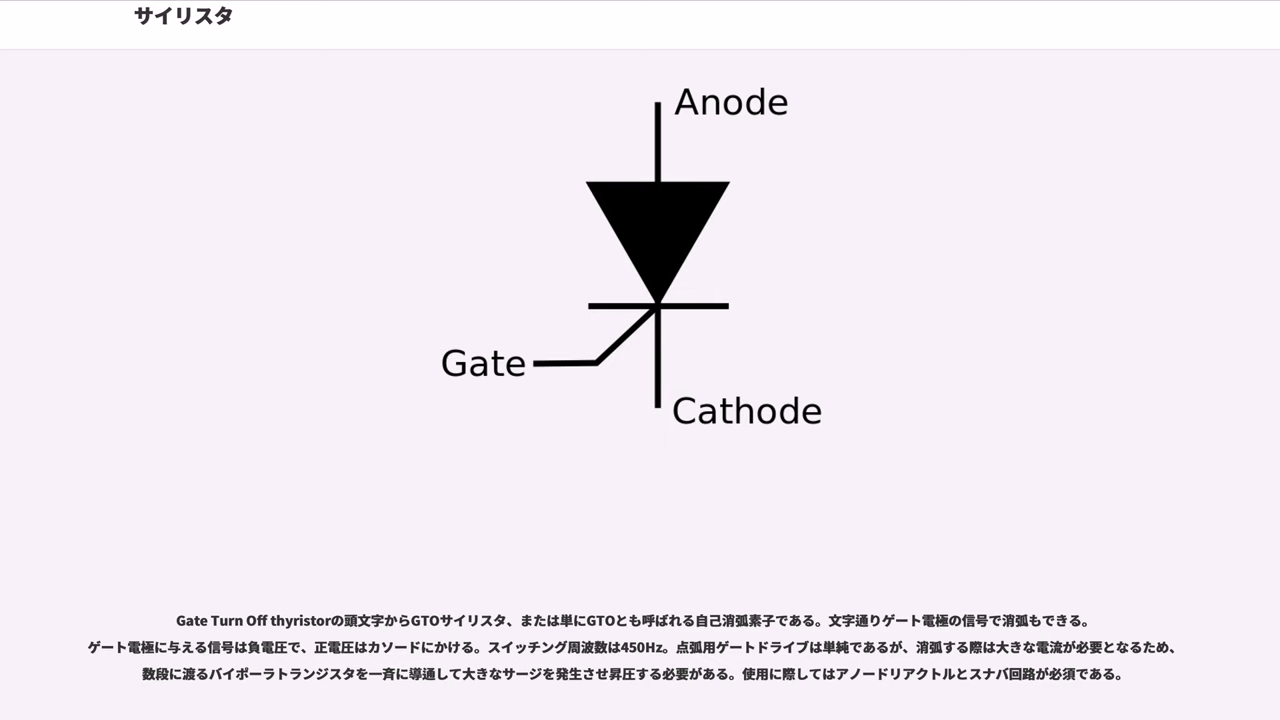 サイリスタ
Anode
Gate
Cathode
Gate Turn Off thyristorの頭文字からGTOサイリスタ、または単にGTOとも呼ばれる自己消弧素子である。文字通りゲート電極の信号で消弧もできる。
ゲート電極に与える信号は負電圧で、正電圧はカソードにかける。スイッチング周波数は450Hz。点弧用ゲートドライブは単純であるが、消弧する際は大きな電流が必要となるため、
数段に渡るバイポーラトランジスタを一斉に導通して大きなサージを発生させ昇圧する必要がある。使用に際してはアノードリアクトルとスナバ回路が必須である。